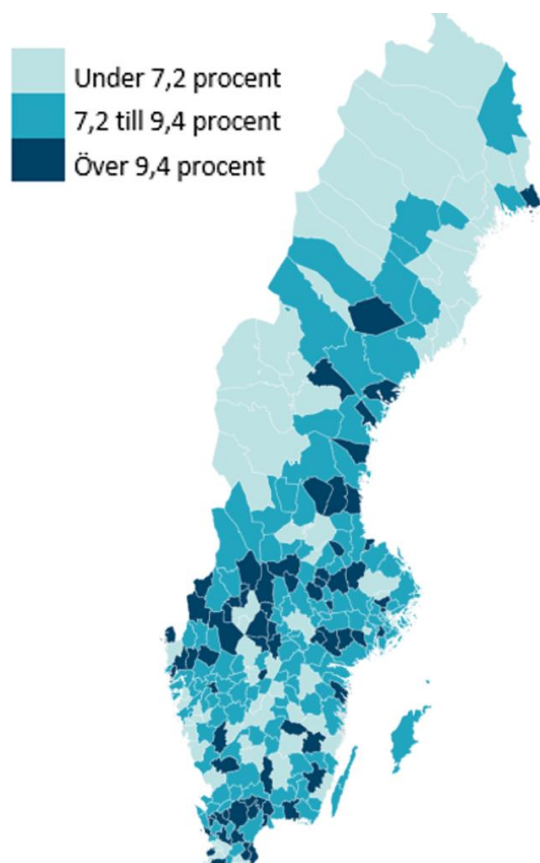 Under 7,2 procent
7,2 till 9,4 procent
Över 9,4 procent